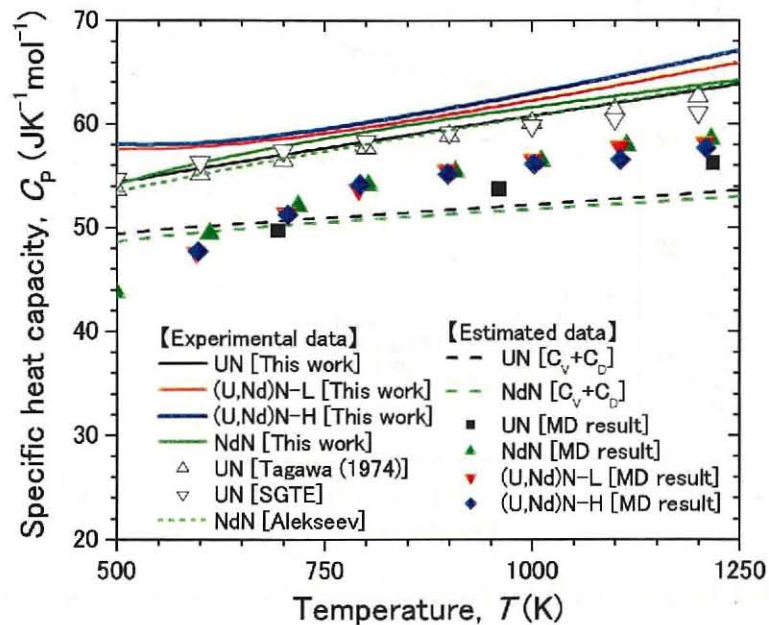 70
60
50
40
30
20
500
750
1000
1250
Specific heat capacity, Cₚ (JK⁻¹mol⁻¹)
Temperature, T(K)
【Experimental data】
UN [This work]
(U,Nd)N-L [This work]
(U,Nd)N-H [This work]
NdN [This work]
UN [Tagawa (1974)]
UN [SGTE]
NdN [Alekseev]
【Estimated data】
UN [Cᵥ+C_D]
NdN [Cᵥ+C_D]
UN [MD result]
NdN [MD result]
(U,Nd)N-L [MD result]
(U,Nd)N-H [MD result]